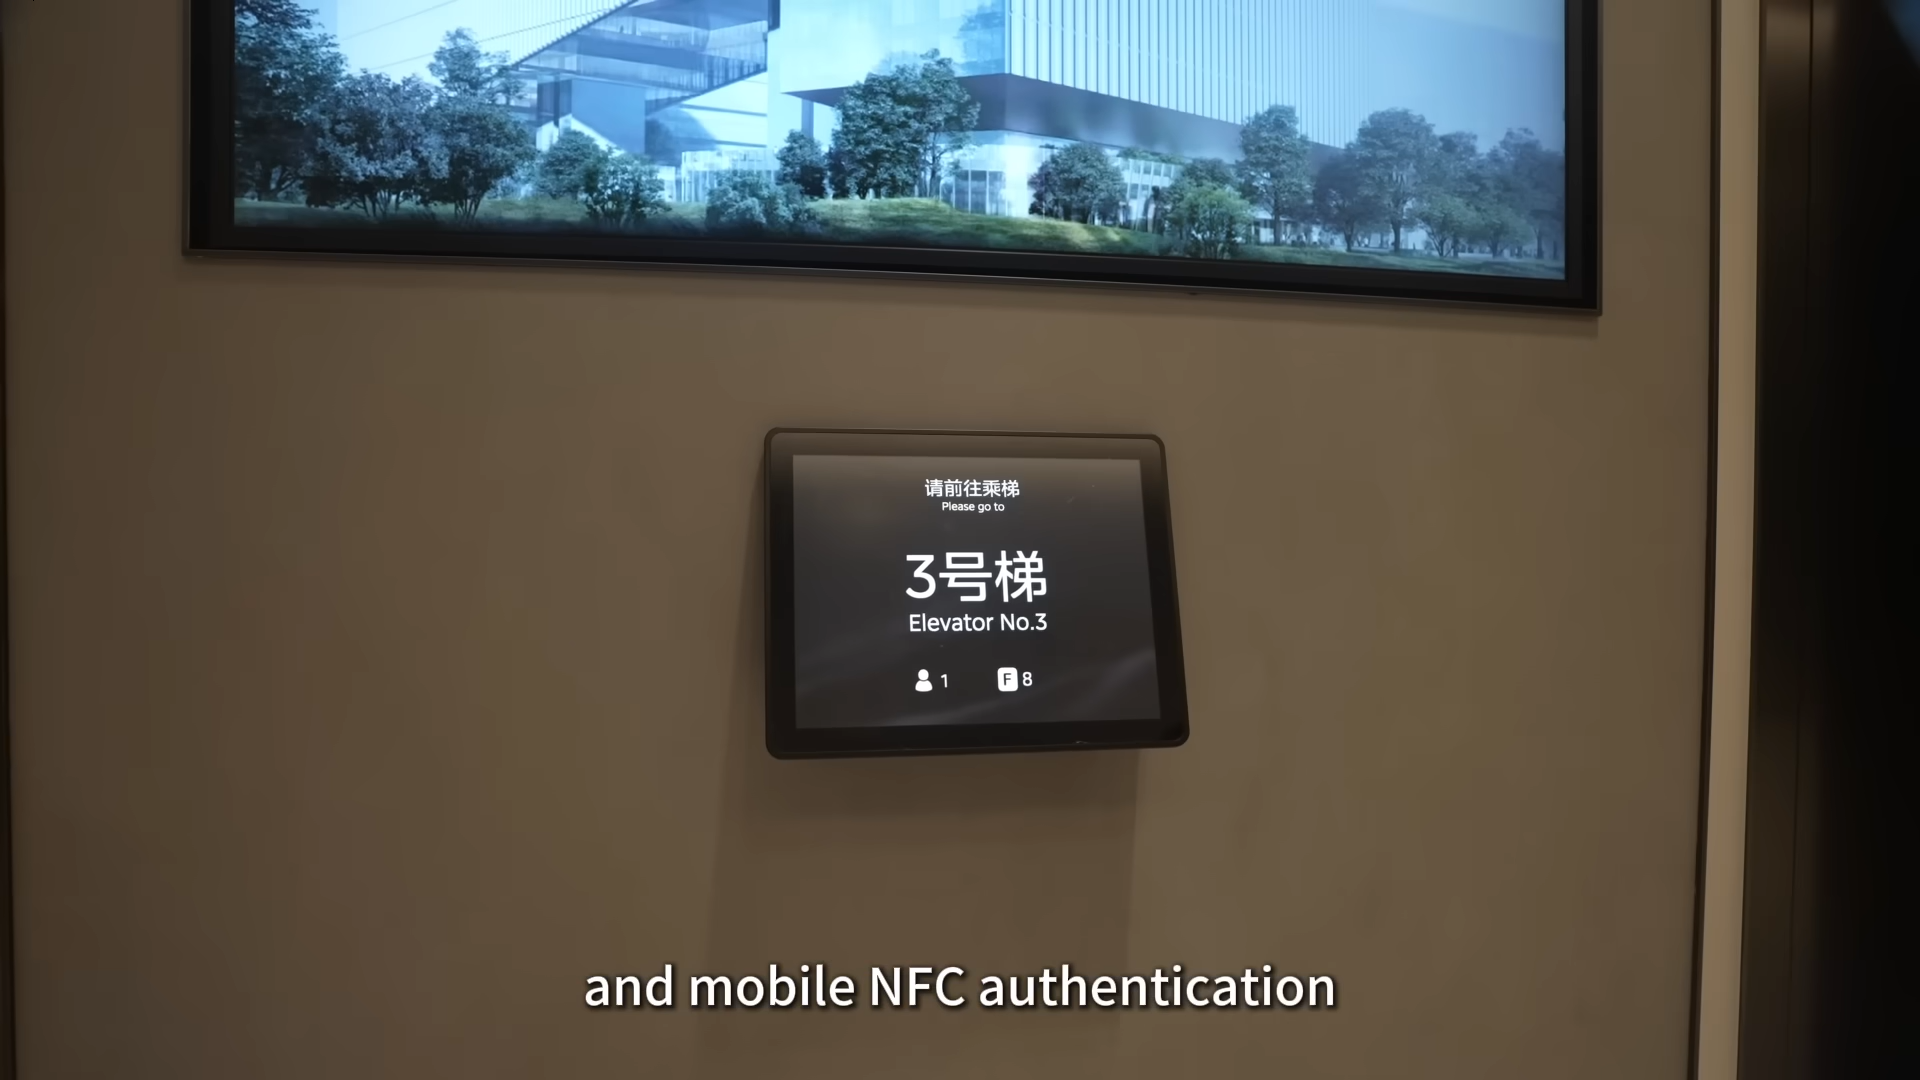 请前往乘梯
Please go to
3号梯
Elevator No.3
1
F 8
and mobile NFC authentication